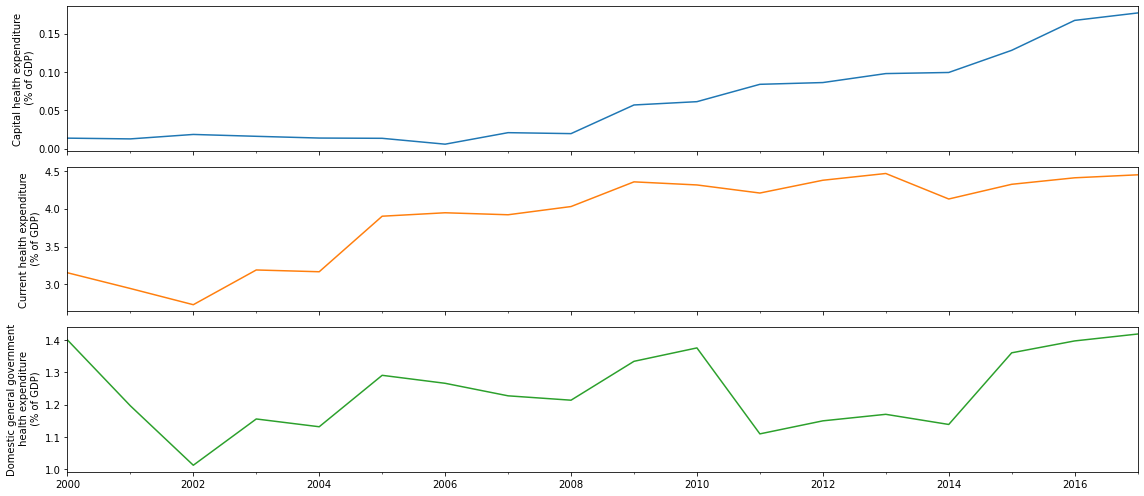 Capital health expenditure
(% of GDP)
0.15
0.10
0.05
0.00
Current health expenditure
(% of GDP)
4.5
4.0
3.5
3.0
Domestic general government
health expenditure
(% of GDP)
1.4
1.3
1.2
1.1
1.0
2000 2002 2004 2006 2008 2010 2012 2014 2016